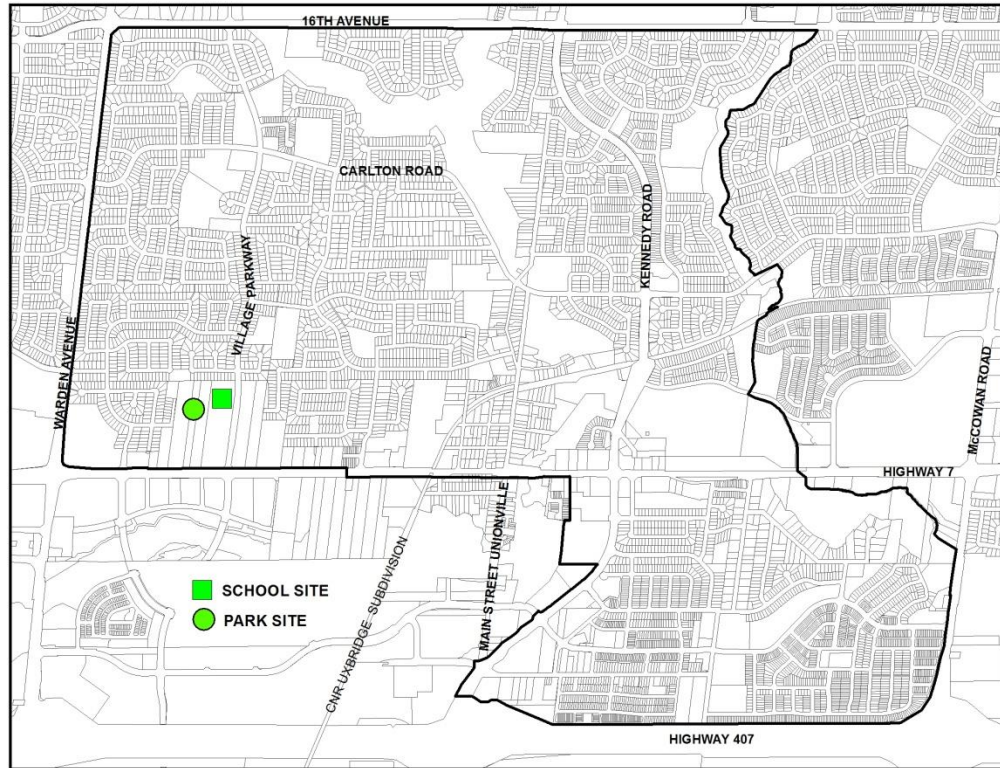 16TH AVENUE
CARLTON ROAD
KENNEDY ROAD
VILLAGE PARKWAY
WARDEN AVENUE
McCOWAN ROAD
HIGHWAY 7
MAIN STREET UNIONVILLE
CNR UXBRIDGE SUBDIVISION
SCHOOL SITE
PARK SITE
HIGHWAY 407